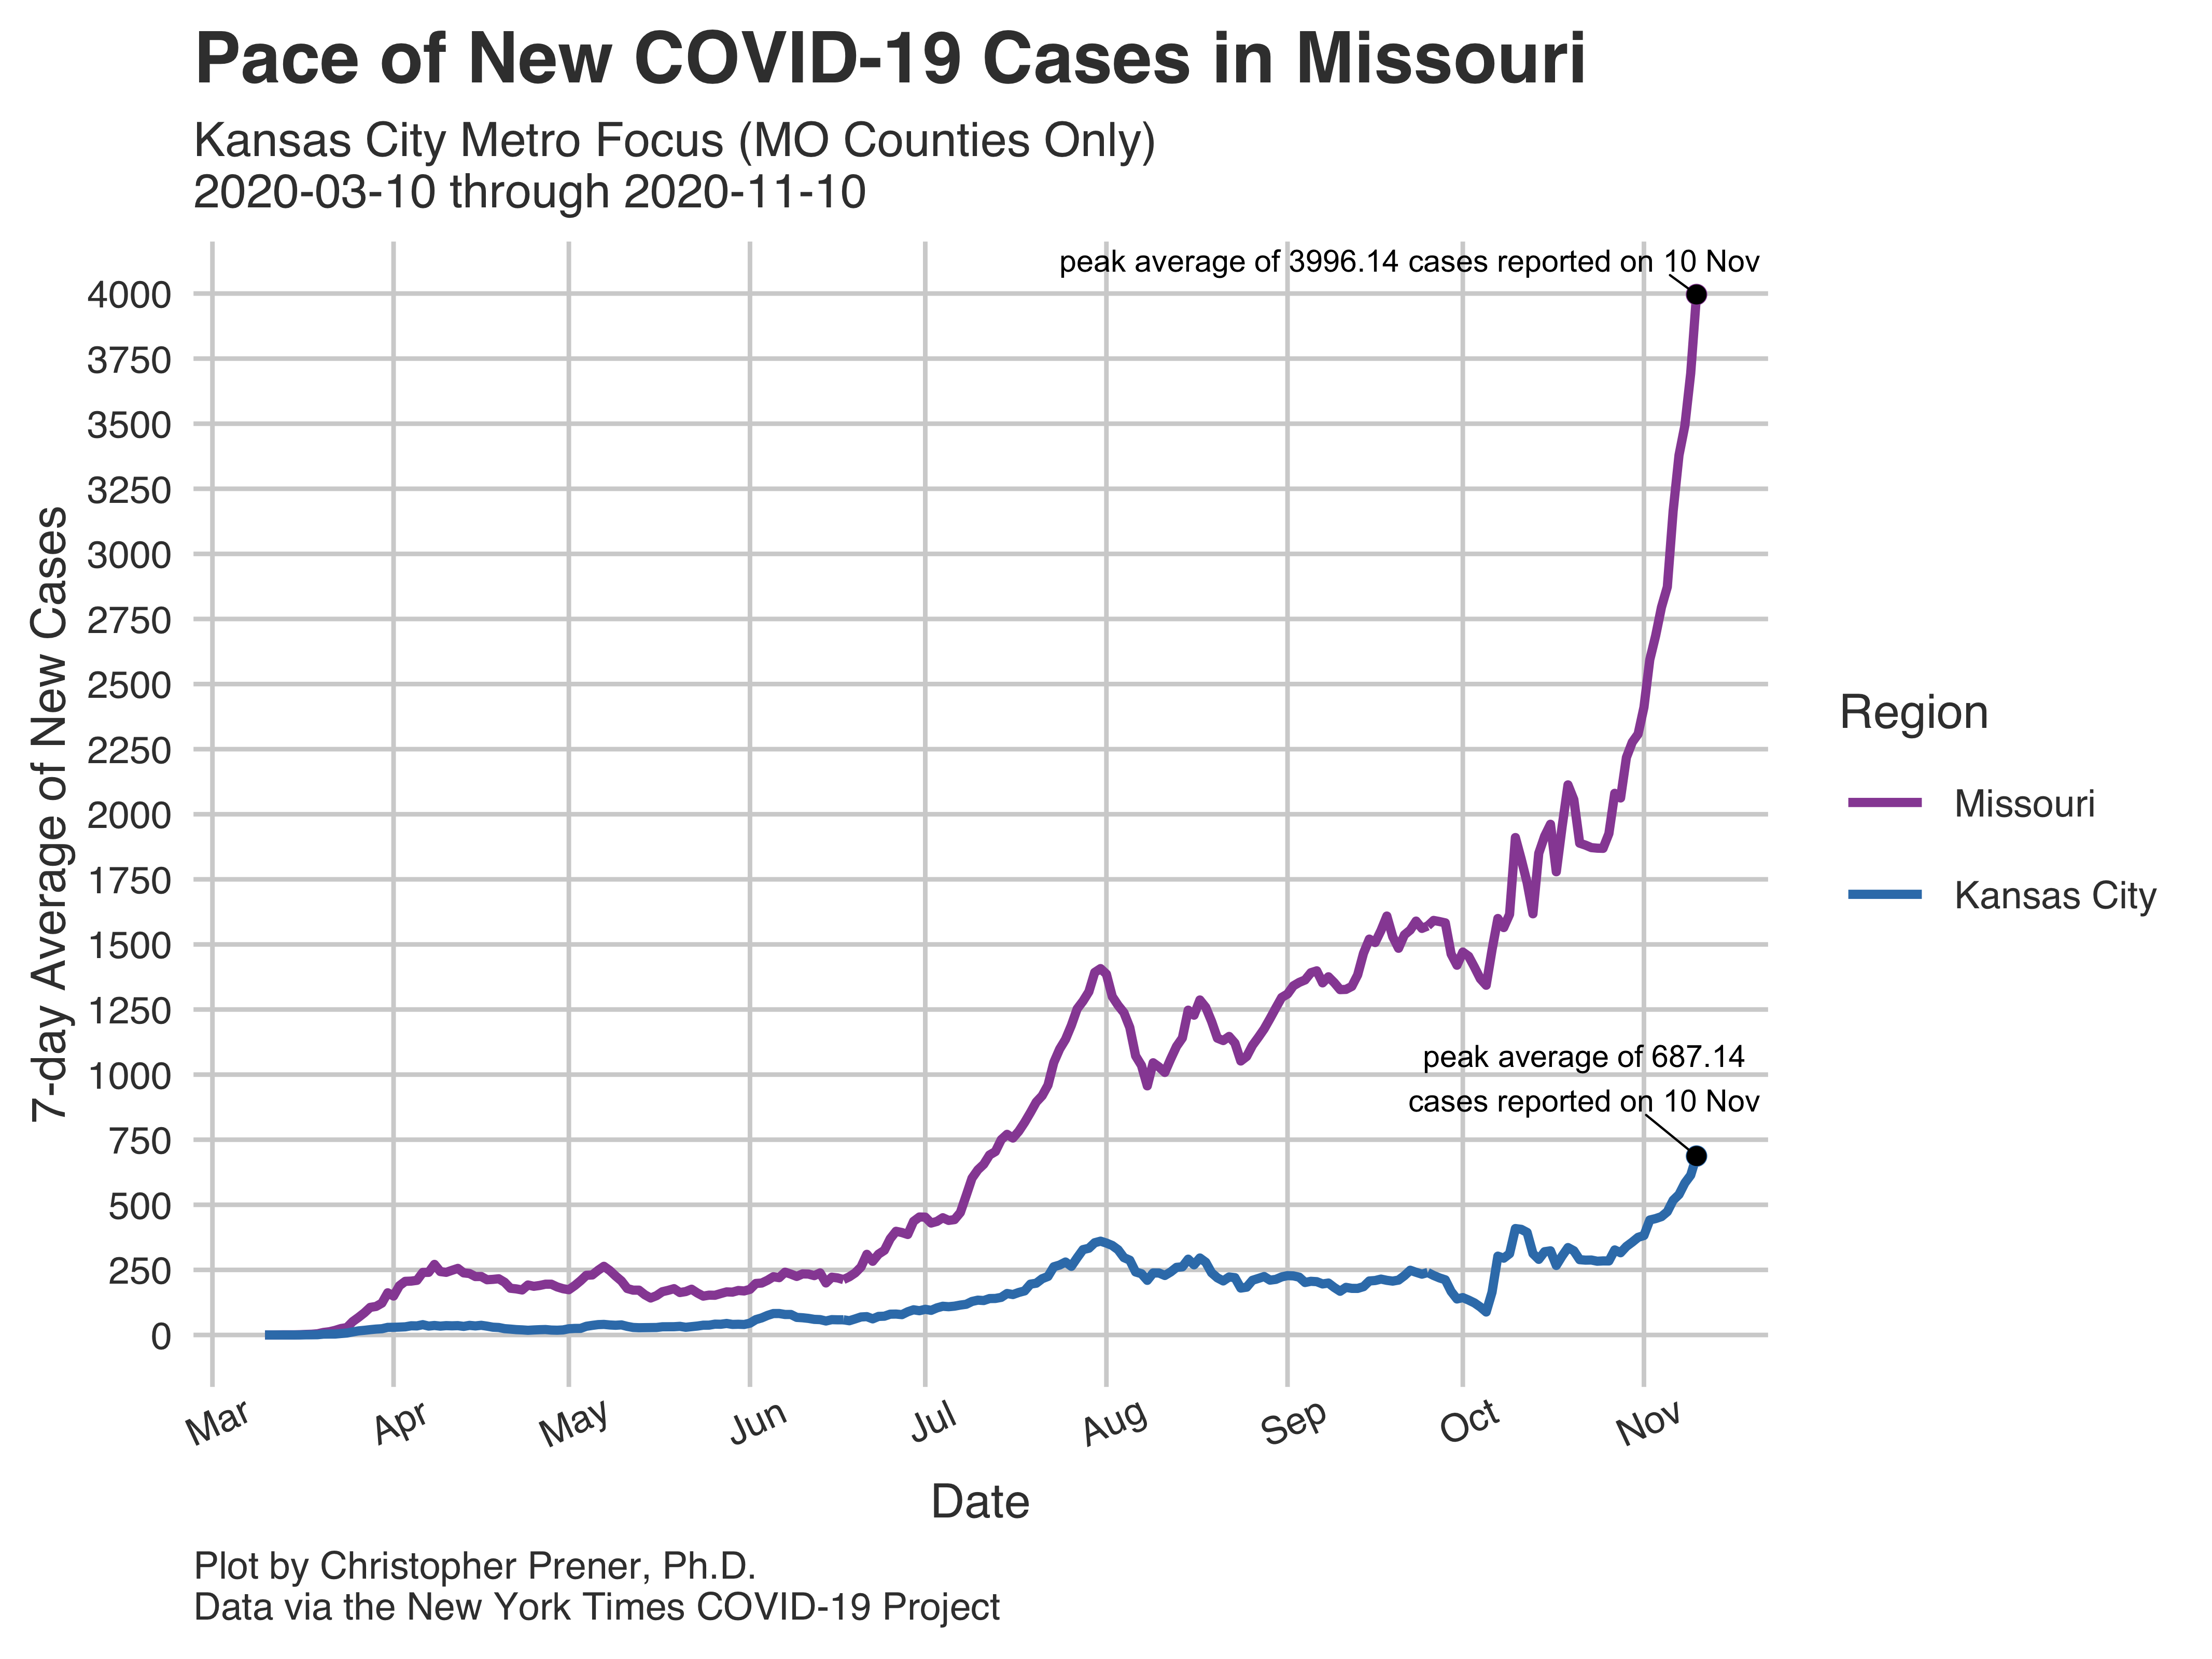 Pace of New COVID-19 Cases in Missouri
Kansas City Metro Focus (MO Counties Only)
2020-03-10 through 2020-11-10
peak average of 3996.14 cases reported on 10 Nov
4000
3750
3500
3250
3000
2750
2500
2250
2000
1750
1500
1250
1000
750
500
250
0
7-day Average of New Cases
peak average of 687.14
cases reported on 10 Nov
Mar
Apr
May
Jun
Jul
Aug
Sep
Oct
Nov
Date
Region
Missouri
Kansas City
Plot by Christopher Prener, Ph.D.
Data via the New York Times COVID-19 Project